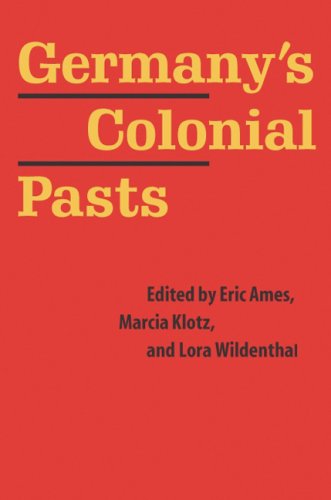 Germany's
Colonial
Pasts
Edited by Eric Ames,
Marcia Klotz,
and Lora Wildenthal